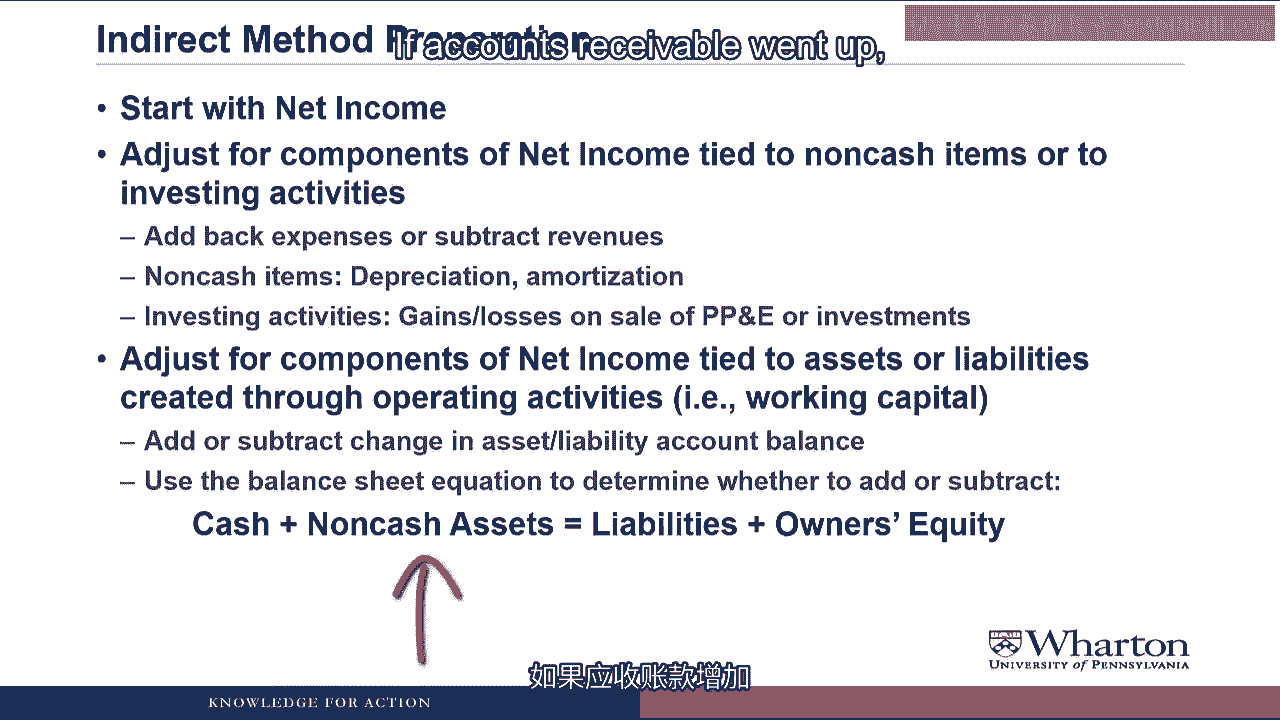 Indirect Method Preparation
If accounts receivable went up,
• Start with Net Income
• Adjust for components of Net Income tied to noncash items or to
investing activities
– Add back expenses or subtract revenues
– Noncash items: Depreciation, amortization
– Investing activities: Gains/losses on sale of PP&E or investments
• Adjust for components of Net Income tied to assets or liabilities
created through operating activities (i.e., working capital)
– Add or subtract change in asset/liability account balance
– Use the balance sheet equation to determine whether to add or subtract:
Cash + Noncash Assets = Liabilities + Owners’ Equity
Wharton
UNIVERSITY of PENNSYLVANIA
如果应收账款增加
KNOWLEDGE FOR ACTION